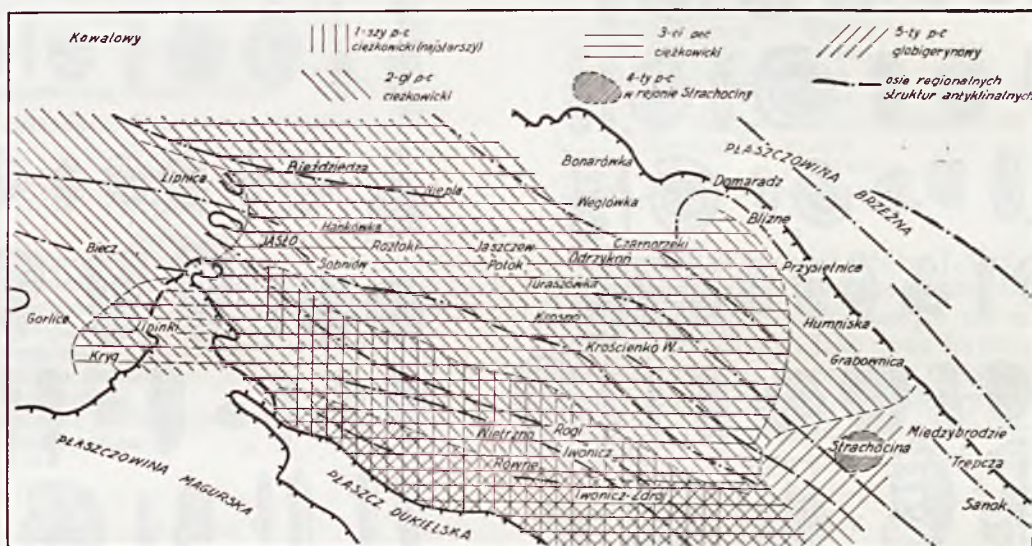 Kowalowy
1-szy p-c
ciężkowicki (najstarszy)
2-gi p-c
ciężkowicki
3-ci p-c
ciężkowicki
4-ty p-c
w rejonie Strachociny
5-ty p-c
globigerynowy
osie regionalnych
struktur antyklinalnych
PŁASZCZOWINA
BRZEŻNA
Bonarówka
Domaradz
Lipnica
Bieździedza
Niepla
Węglówka
Blizne
Hankówka
Czarnorzeki
Biecz
JASŁO
Roztoki
Jaszczew
Odrzykoń
Sobniów
Potok
Przysietnica
Turaszówka
Gorlice
Lipinki
Krosno
Humniska
Kryg
Krościenko W.
Grabownica
Wietrzno
Rogi
Równe
Iwonicz
Strachocina
Międzybrodzie
Trepcza
Iwonicz-Zdrój
Sanok
PŁASZCZOWINA MAGURSKA
PŁASZCZ DUKIELSKA